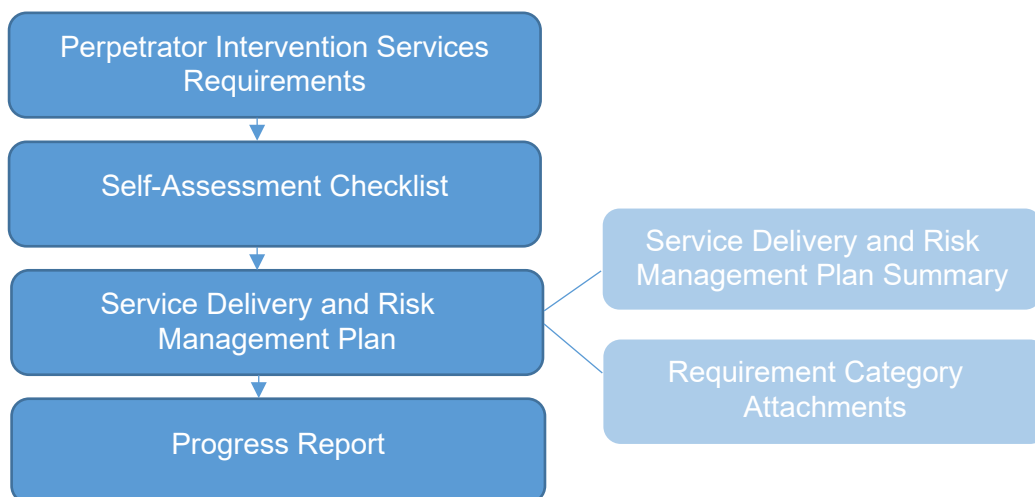 Perpetrator Intervention Services
Requirements
Self-Assessment Checklist
Service Delivery and Risk
Management Plan
Service Delivery and Risk
Management Plan Summary
Requirement Category
Attachments
Progress Report